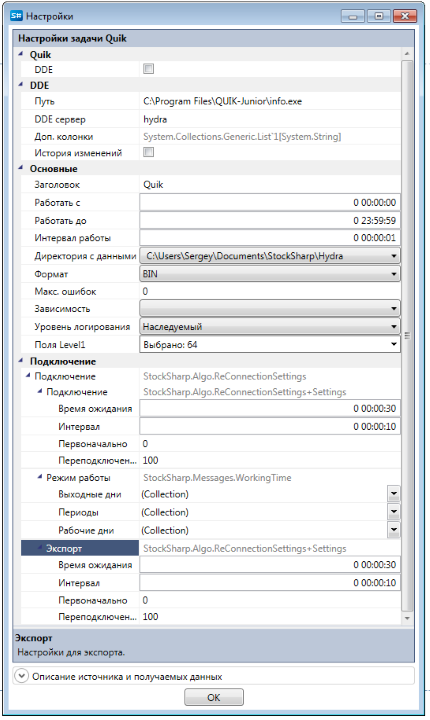 S# Настройки
Настройки задачи Quik
Quik
DDE
DDE
Путь C:\Program Files\QUIK-Junior\info.exe
DDE сервер hydra
Доп. колонки System.Collections.Generic.List`1[System.String]
История изменений
Основные
Заголовок Quik
Работать с 0 00:00:00
Работать до 0 23:59:59
Интервал работы 0 00:00:01
Директория с данными C:\Users\Sergey\Documents\StockSharp\Hydra
Формат BIN
Макс. ошибок 0
Зависимость
Уровень логирования Наследуемый
Поля Level1 Выбрано: 64
Подключение
Подключение StockSharp.Algo.ReConnectionSettings
Подключение StockSharp.Algo.ReConnectionSettings+Settings
Время ожидания 0 00:00:30
Интервал 0 00:00:10
Первоначально 0
Переподключен... 100
Режим работы StockSharp.Messages.WorkingTime
Выходные дни (Collection)
Периоды (Collection)
Рабочие дни (Collection)
Экспорт StockSharp.Algo.ReConnectionSettings+Settings
Время ожидания 0 00:00:30
Интервал 0 00:00:10
Первоначально 0
Переподключен... 100
Экспорт
Настройки для экспорта.
Описание источника и получаемых данных
OK